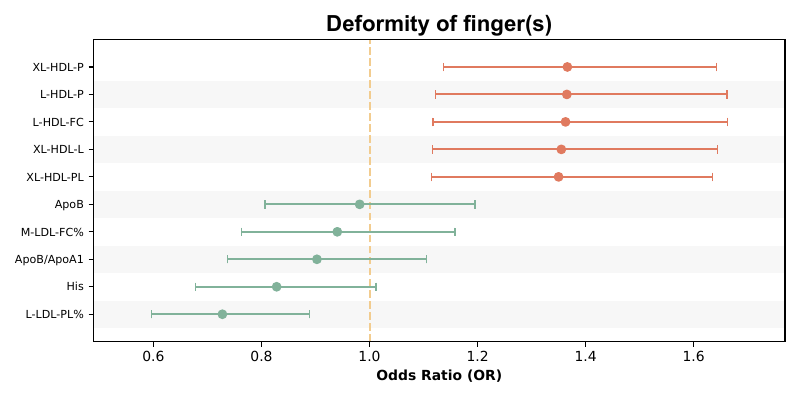 Deformity of finger(s)
XL-HDL-P
L-HDL-P
L-HDL-FC
XL-HDL-L
XL-HDL-PL
ApoB
M-LDL-FC%
ApoB/ApoA1
His
L-LDL-PL%
0.6 0.8 1.0 1.2 1.4 1.6
Odds Ratio (OR)